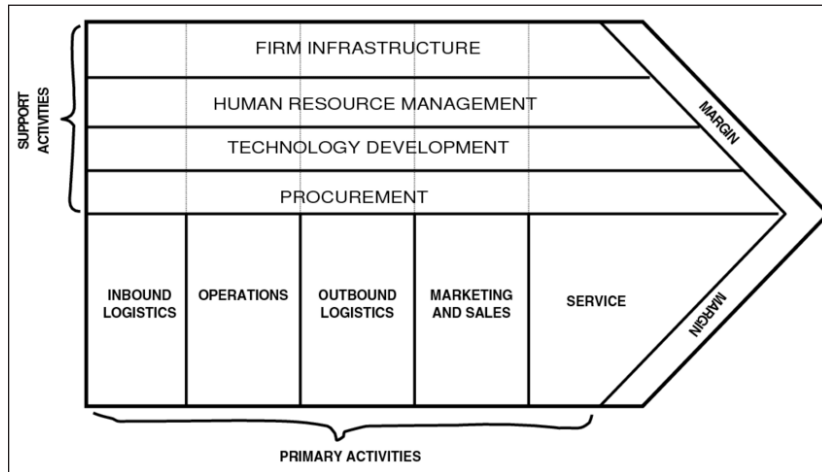 FIRM INFRASTRUCTURE
HUMAN RESOURCE MANAGEMENT
TECHNOLOGY DEVELOPMENT
PROCUREMENT
SUPPORT
ACTIVITIES
MARGIN
INBOUND
LOGISTICS
OPERATIONS
OUTBOUND
LOGISTICS
MARKETING
AND SALES
SERVICE
MARGIN
PRIMARY ACTIVITIES